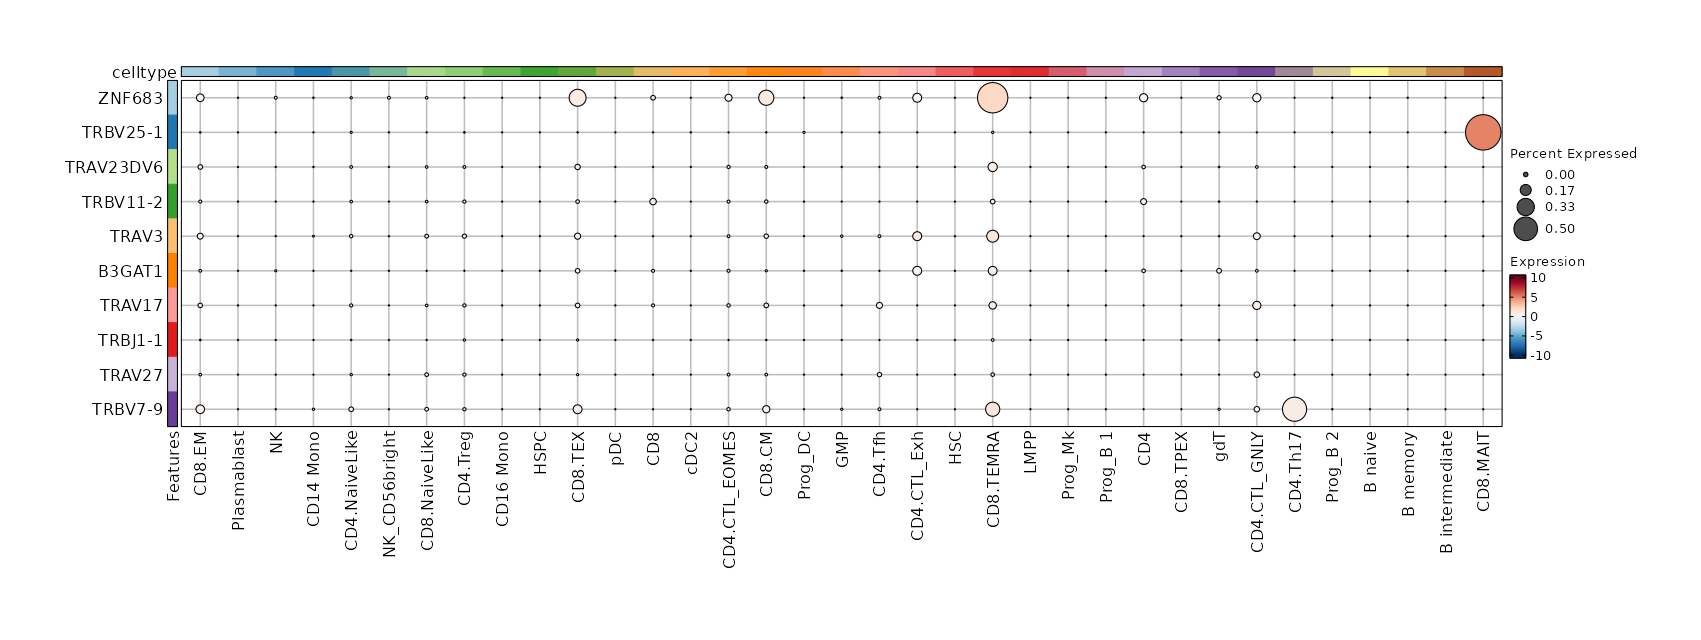 celltype
ZNF683
TRBV25-1
TRAV23DV6
TRBV11-2
TRAV3
B3GAT1
TRAV17
TRBJ1-1
TRAV27
TRBV7-9
Features
CD8.EM
Plasmablast
NK
CD14 Mono
CD4.NaiveLike
NK_CD56bright
CD8.NaiveLike
CD4.Treg
CD16 Mono
HSPC
CD8.TEX
pDC
CD8
cDC2
CD4.CTL_EOMES
CD8.CM
Prog_DC
GMP
CD4.Tfh
CD4.CTL_Exh
HSC
CD8.TEMRA
LMPP
Prog_Mk
Prog_B 1
CD4
CD8.TPEX
gdT
CD4.CTL_GNLY
CD4.Th17
Prog_B 2
B naive
B memory
B intermediate
CD8.MAIT
Percent Expressed
0.00
0.17
0.33
0.50
Expression
10
5
0
-5
-10